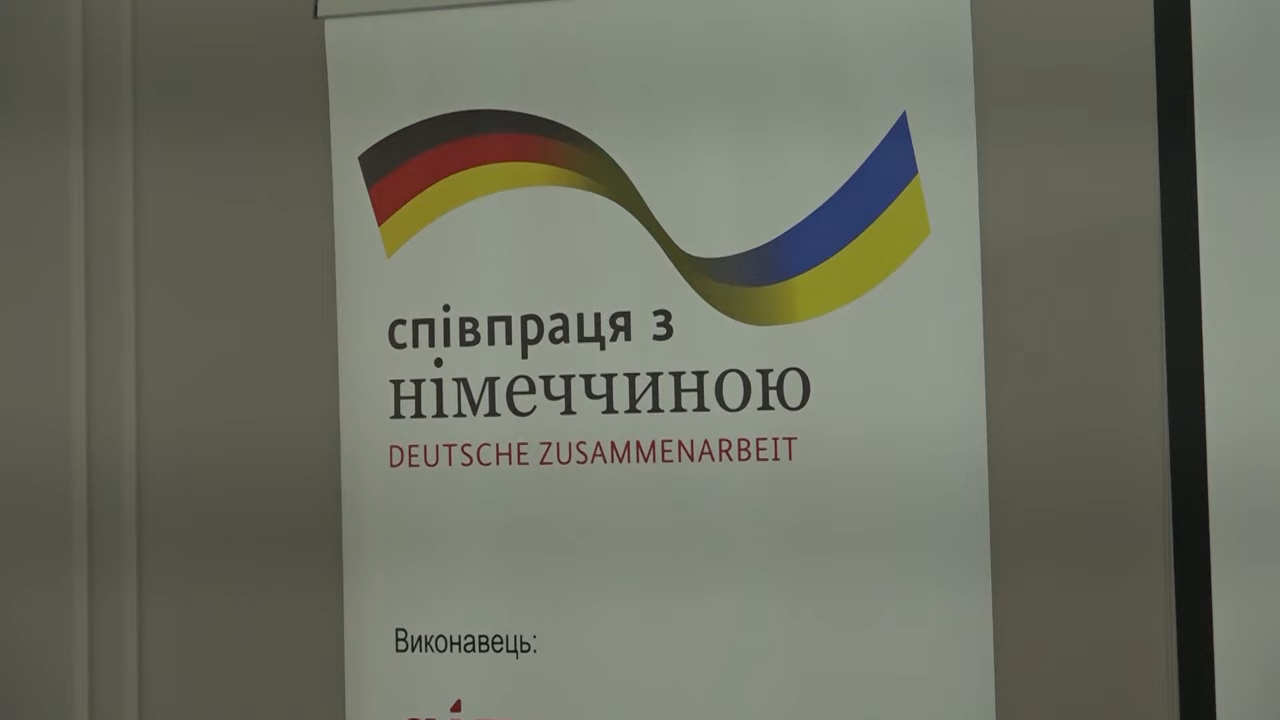 співпраця з
німеччиною
DEUTSCHE ZUSAMMENARBEIT
Виконавець: